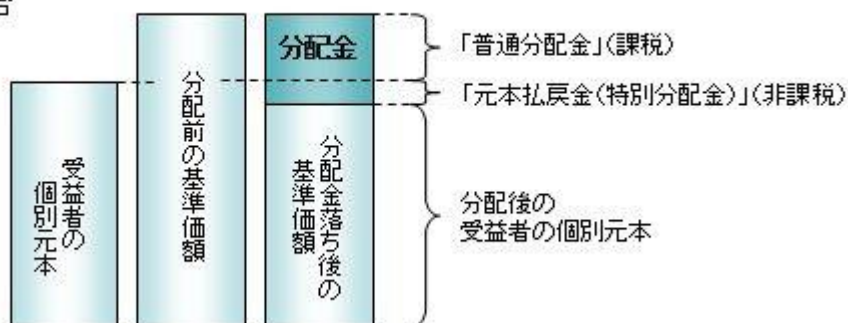 受益者の
個別元本
分配前の基準価額
分配金
分配金落ち後の
基準価額
「普通分配金」(課税)
「元本払戻金(特別分配金)」(非課税)
分配後の
受益者の個別元本